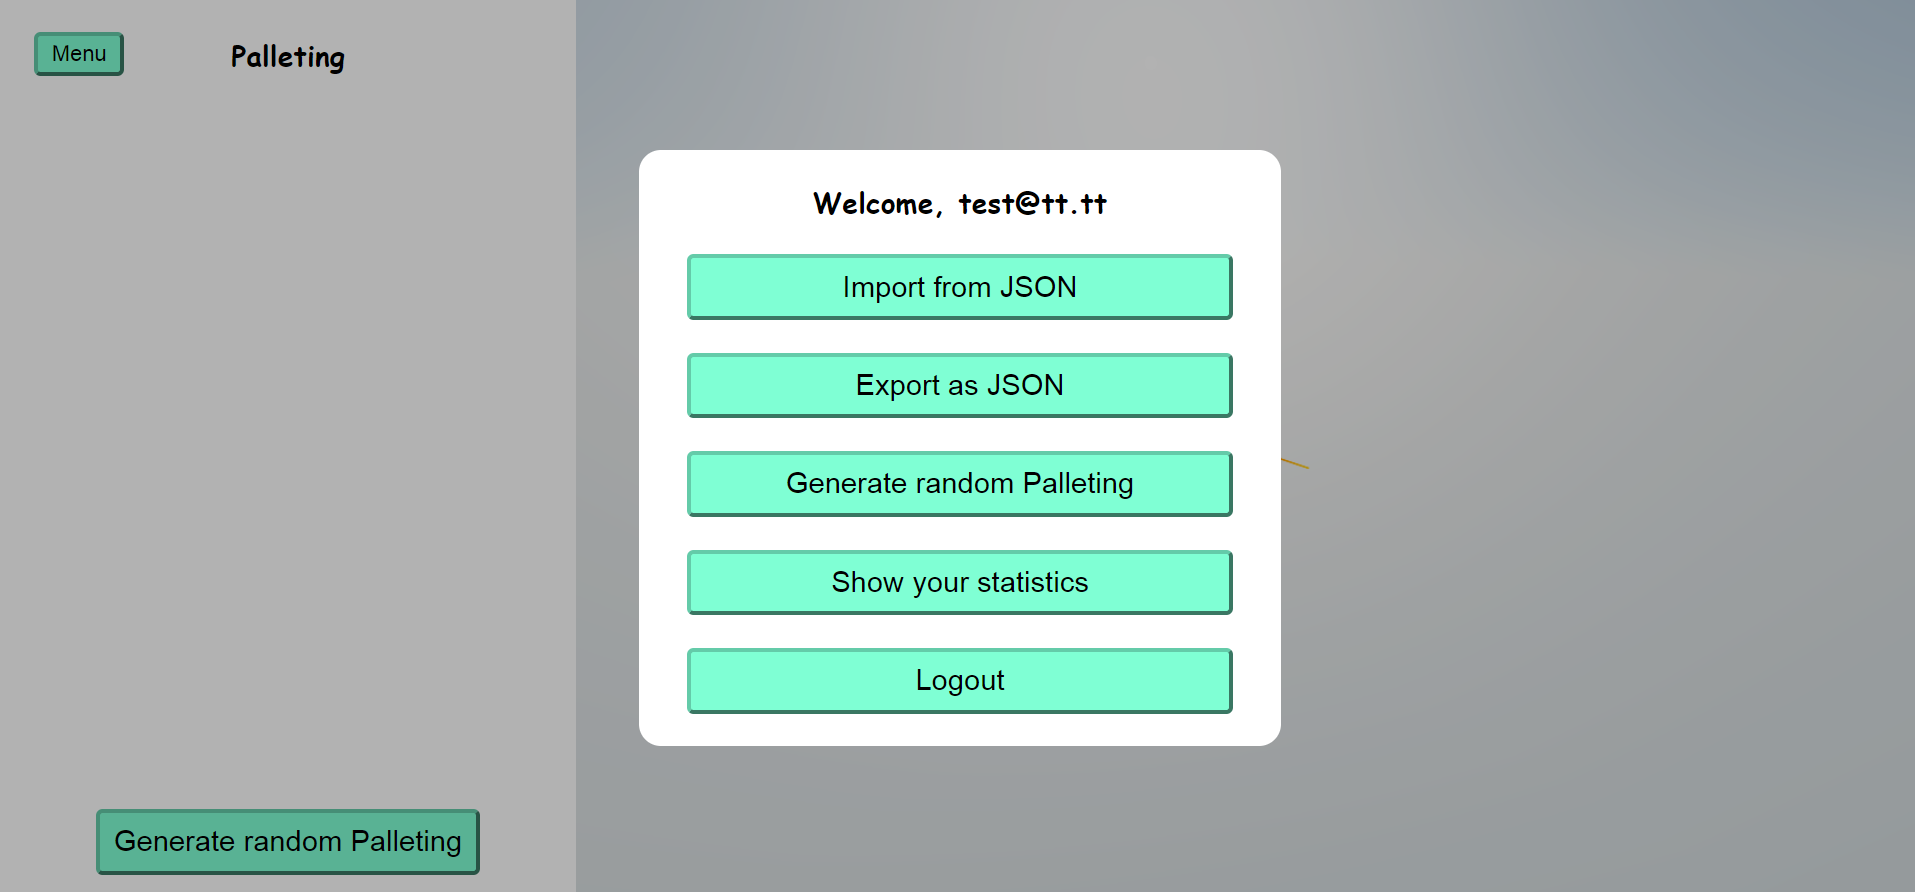 Menu
Palleting
Welcome, test@tt.tt
Import from JSON
Export as JSON
Generate random Palleting
Show your statistics
Logout
Generate random Palleting